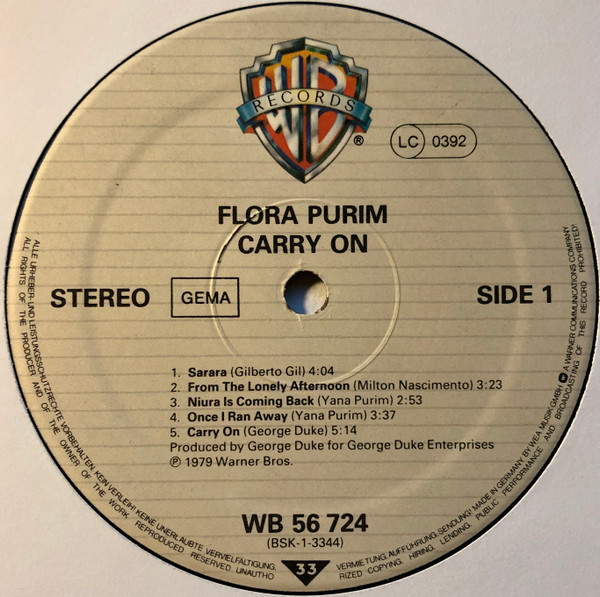 WB
RECORDS
®
LC 0392
FLORA PURIM
CARRY ON
STEREO
GEMA
SIDE 1
1. Sarara (Gilberto Gil) 4:04
2. From The Lonely Afternoon (Milton Nascimento) 3:23
3. Niura Is Coming Back (Yana Purim) 2:53
4. Once I Ran Away (Yana Purim) 3:37
5. Carry On (George Duke) 5:14
Produced by George Duke for George Duke Enterprises
℗ 1979 Warner Bros.
WB 56 724
(BSK-1-3344)
33
ALLE URHEBER- UND LEISTUNGSSCHUTZRECHTE VORBEHALTEN. KEIN VERLEIH! KEINE UNERLAUBTE VERVIELFÄLTIGUNG,
VERMIETUNG, AUFFÜHRUNG, SENDUNG! MADE IN GERMANY BY WEA MUSIK GMBH A WARNER COMMUNICATIONS COMPANY
ALL RIGHTS OF THE PRODUCER AND OF THE OWNER OF THE WORK REPRODUCED RESERVED. UNAUTHO
RIZED COPYING, HIRING, LENDING, PUBLIC PERFORMANCE AND BROADCASTING OF THIS RECORD PROHIBITED!